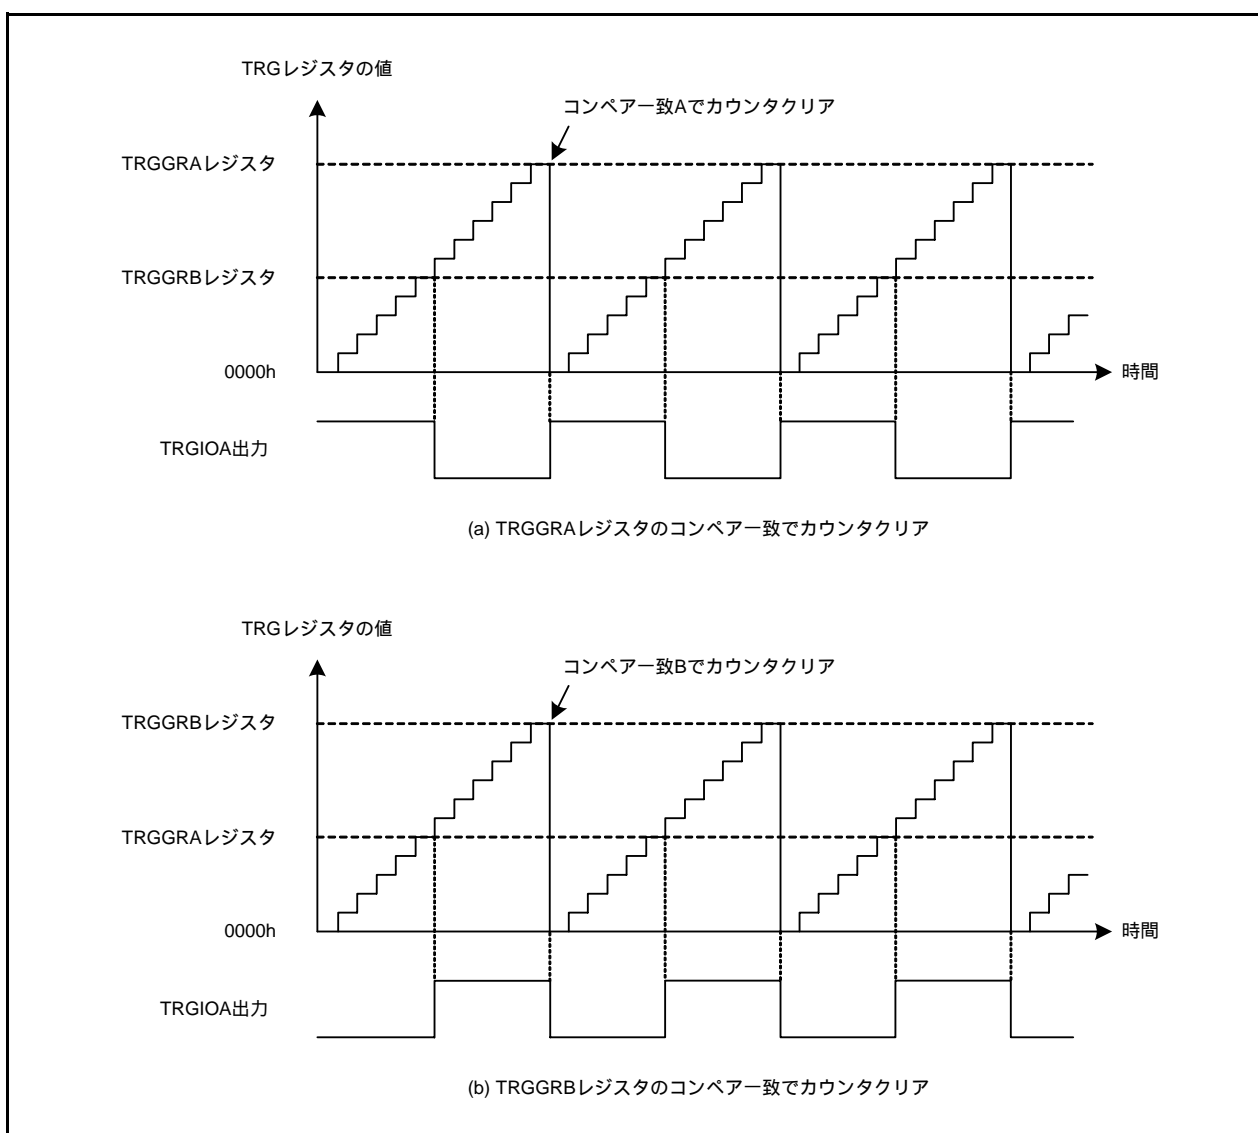 TRGレジスタの値
コンペア一致Aでカウンタクリア
TRGGRAレジスタ
TRGGRBレジスタ
0000h
時間
TRGIOA出力
(a) TRGGRAレジスタのコンペア一致でカウンタクリア
TRGレジスタの値
コンペア一致Bでカウンタクリア
TRGGRBレジスタ
TRGGRAレジスタ
0000h
時間
TRGIOA出力
(b) TRGGRBレジスタのコンペア一致でカウンタクリア